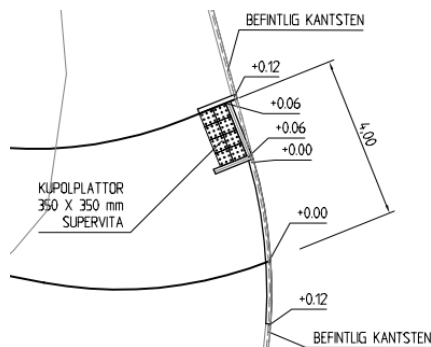 BEFINTLIG KANTSTEN
+0.12
+0.06
4,00
+0.06
+0.00
KUPOLPLATTOR
350 X 350 mm
SUPERVITA
+0.00
+0.12
BEFINTLIG KANTSTEN